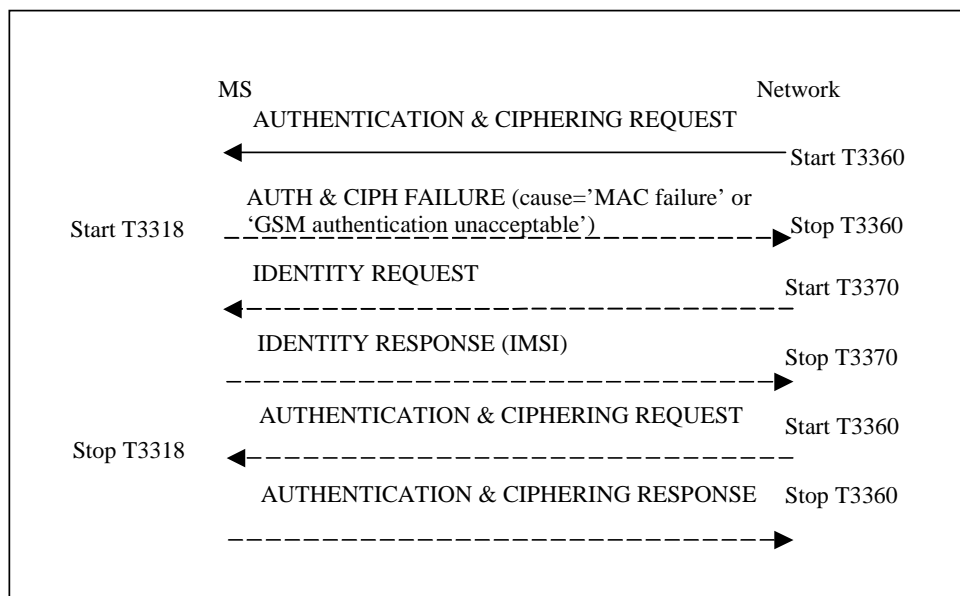 MS Network
AUTHENTICATION & CIPHERING REQUEST
Start T3360
AUTH & CIPH FAILURE (cause=’MAC failure’ or
‘GSM authentication unacceptable’)
Start T3318 Stop T3360
IDENTITY REQUEST
Start T3370
IDENTITY RESPONSE (IMSI)
Stop T3370
AUTHENTICATION & CIPHERING REQUEST
Start T3360
Stop T3318
AUTHENTICATION & CIPHERING RESPONSE Stop T3360